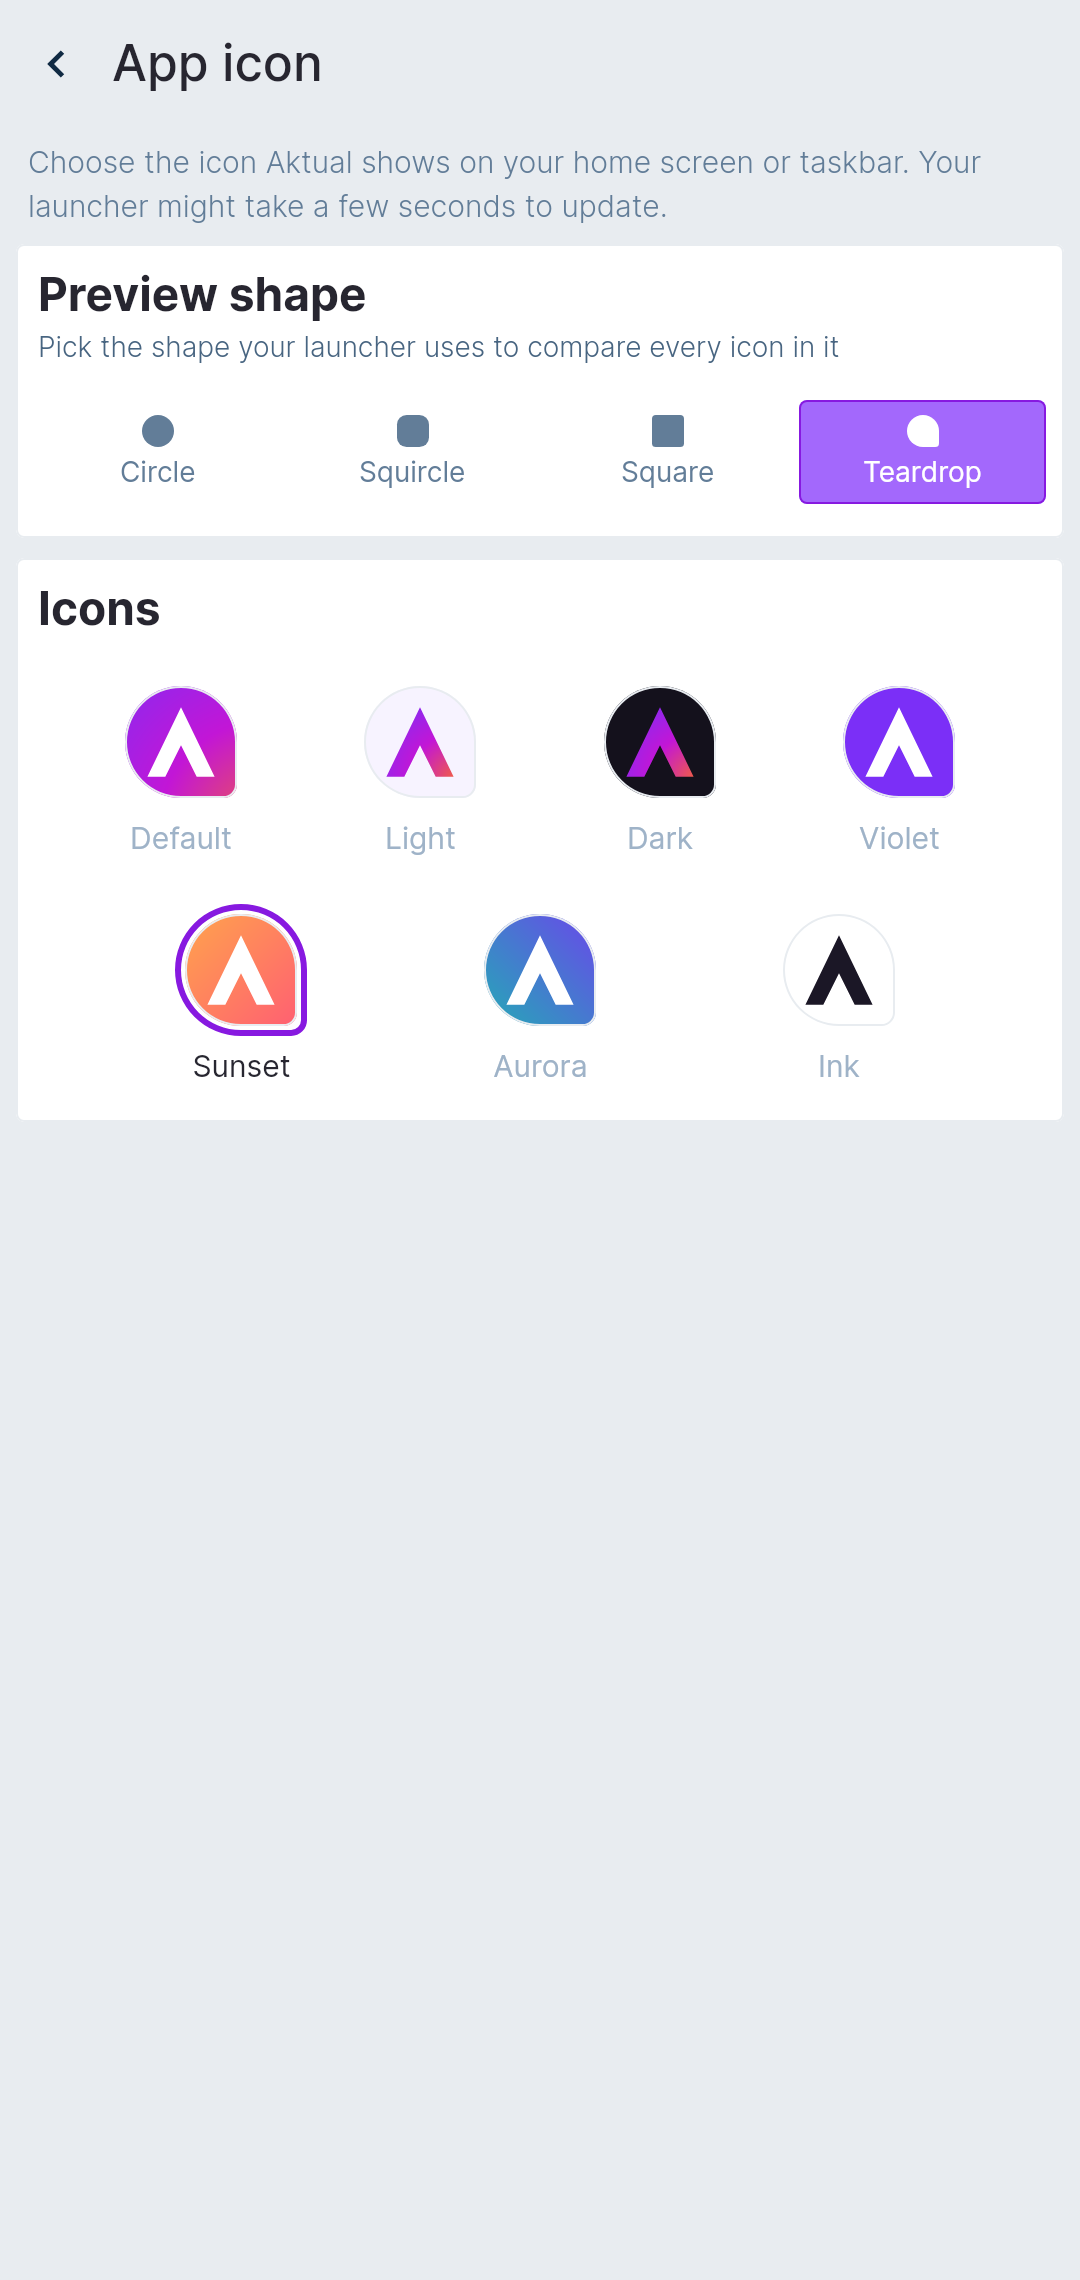 App icon
Choose the icon Aktual shows on your home screen or taskbar. Your
launcher might take a few seconds to update.
Preview shape
Pick the shape your launcher uses to compare every icon in it
Circle
Squircle
Square
Teardrop
Icons
Default
Light
Dark
Violet
Sunset
Aurora
Ink